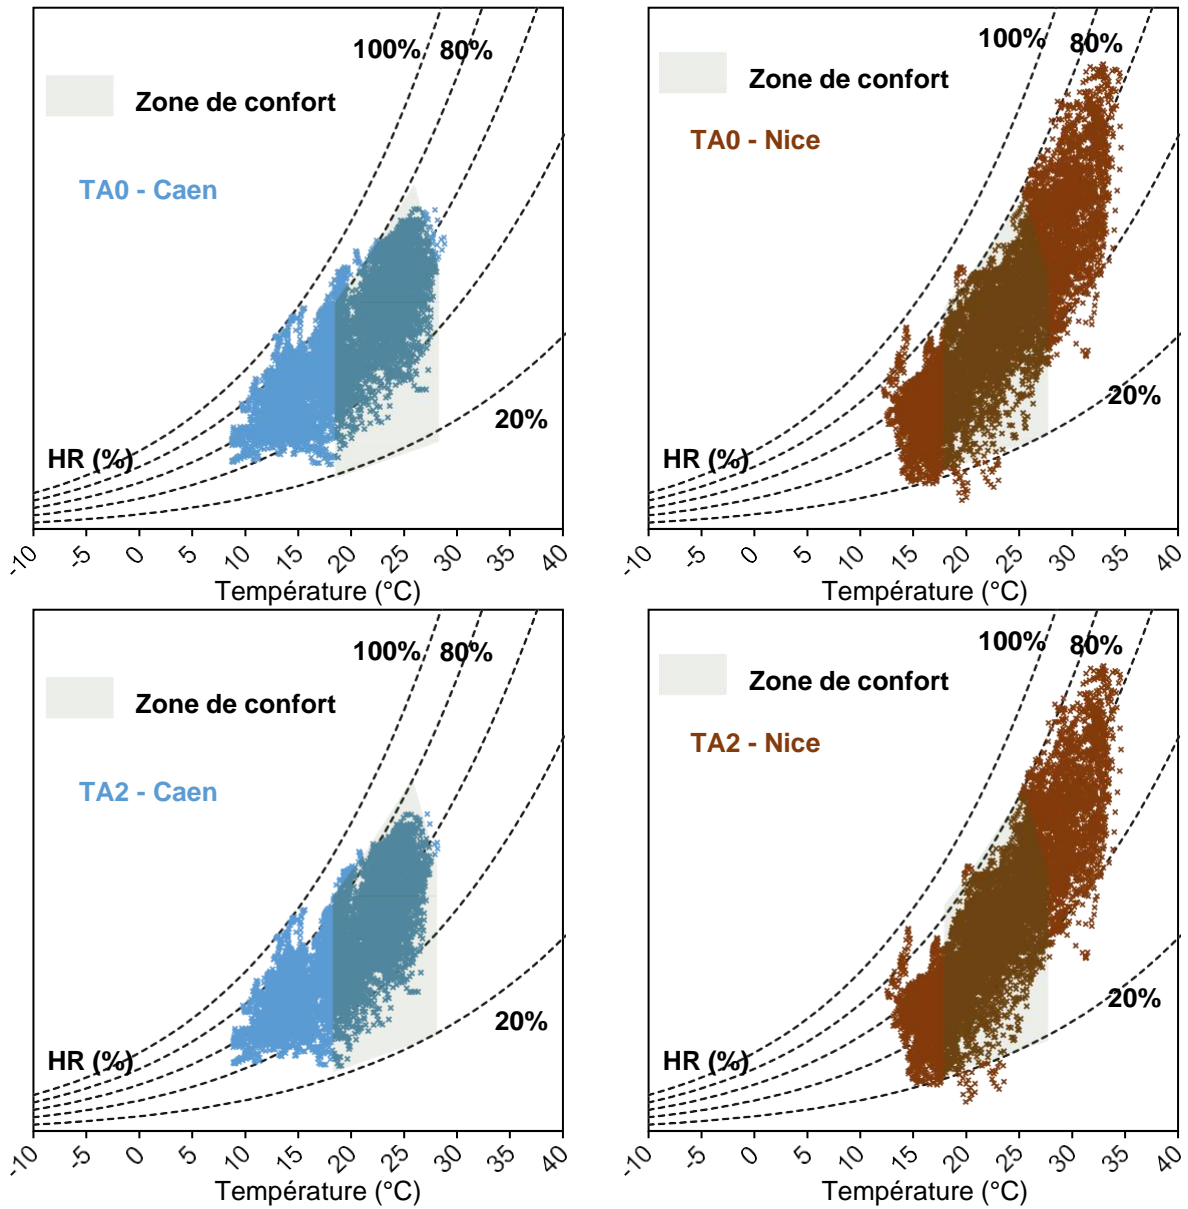 100% 80%
Zone de confort
TA0 - Caen
20%
HR (%)
-10 -5 0 5 10 15 20 25 30 35 40
Température (°C)
100% 80%
Zone de confort
TA0 - Nice
20%
HR (%)
-10 -5 0 5 10 15 20 25 30 35 40
Température (°C)
100% 80%
Zone de confort
TA2 - Caen
20%
HR (%)
-10 -5 0 5 10 15 20 25 30 35 40
Température (°C)
100% 80%
Zone de confort
TA2 - Nice
20%
HR (%)
-10 -5 0 5 10 15 20 25 30 35 40
Température (°C)